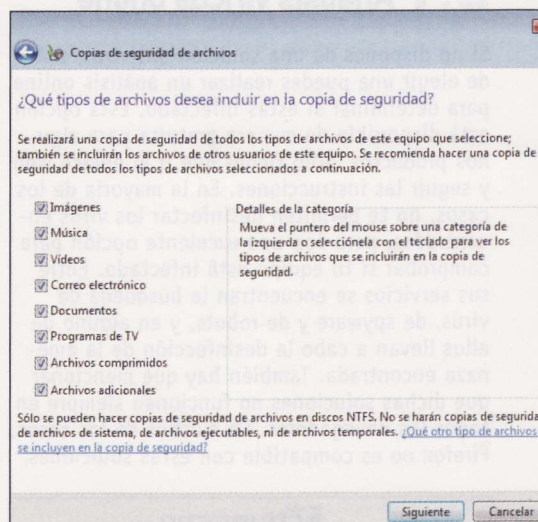 Copias de seguridad de archivos
¿Qué tipos de archivos desea incluir en la copia de seguridad?
Se realizará una copia de seguridad de todos los tipos de archivos de este equipo que seleccione;
también se incluirán los archivos de otros usuarios de este equipo. Se recomienda hacer una copia de
seguridad de todos los tipos de archivos seleccionados a continuación.
Imágenes
Música
Vídeos
Correo electrónico
Documentos
Programas de TV
Archivos comprimidos
Archivos adicionales
Detalles de la categoría
Mueva el puntero del mouse sobre una categoría de
la izquierda o selecciónela con el teclado para ver los
tipos de archivos que se incluirán en la copia de
seguridad.
Sólo se pueden hacer copias de seguridad de archivos en discos NTFS. No se harán copias de segurida
de archivos de sistema, de archivos ejecutables, ni de archivos temporales. ¿Qué otro tipo de archivos
se incluyen en la copia de seguridad?
Siguiente
Cancelar